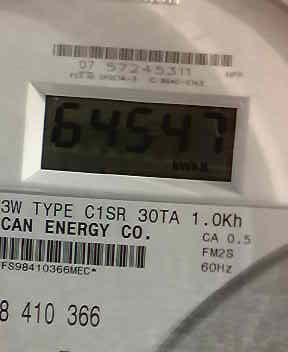 07 57245311
64547
kWh
3W TYPE C1SR 30TA 1.0Kh
CAN ENERGY CO.
CA 0.5
FM2S
60Hz
FS98410366MEC*
8 410 366